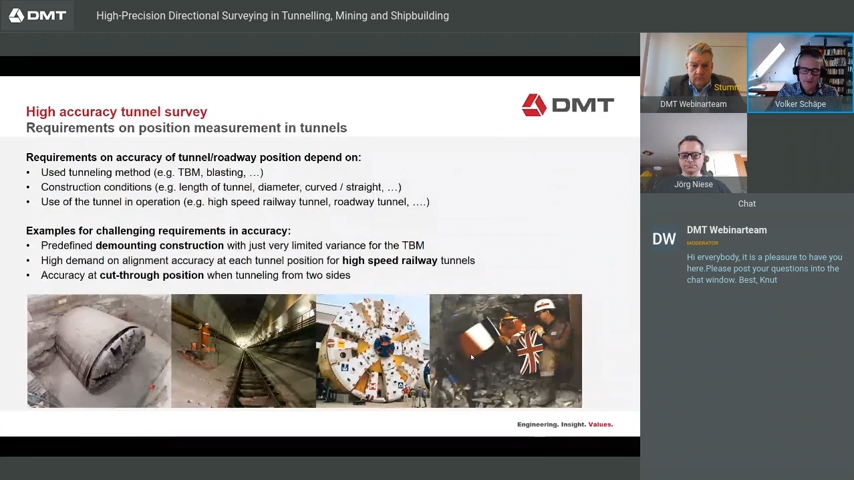 DMT
High-Precision Directional Surveying in Tunnelling, Mining and Shipbuilding
High accuracy tunnel survey
Requirements on position measurement in tunnels
DMT
Requirements on accuracy of tunnel/roadway position depend on:
• Used tunneling method (e.g. TBM, blasting, …)
• Construction conditions (e.g. length of tunnel, diameter, curved / straight, …)
• Use of the tunnel in operation (e.g. high speed railway tunnel, roadway tunnel, ….)
Examples for challenging requirements in accuracy:
• Predefined demounting construction with just very limited variance for the TBM
• High demand on alignment accuracy at each tunnel position for high speed railway tunnels
• Accuracy at cut-through position when tunneling from two sides
Engineering. Insight. Values.
DMT Webinarteam
Volker Schäpe
Jörg Niese
Chat
DW
DMT Webinarteam
MODERATOR
Hi erverybody, it is a pleasure to have you
here.Please post your questions into the
chat window. Best, Knut